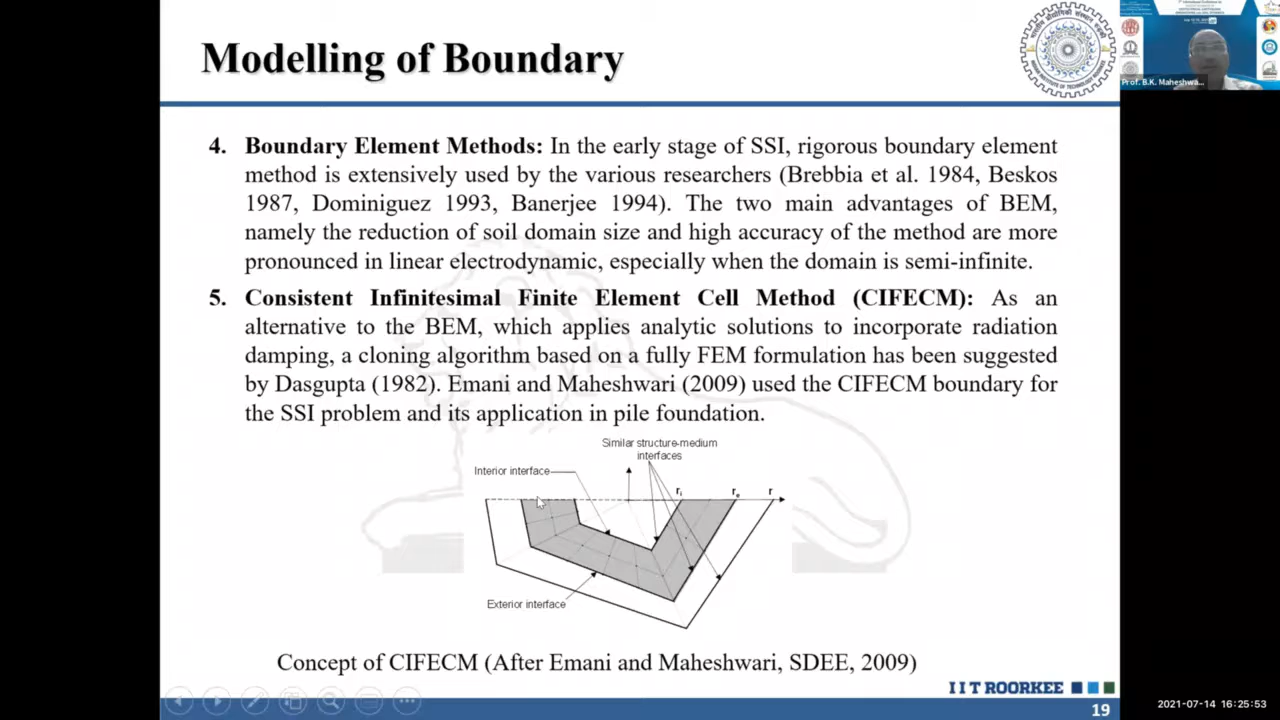 Modelling of Boundary
Prof. B.K. Maheshwa...
4. Boundary Element Methods: In the early stage of SSI, rigorous boundary element
method is extensively used by the various researchers (Brebbia et al. 1984, Beskos
1987, Dominiguez 1993, Banerjee 1994). The two main advantages of BEM,
namely the reduction of soil domain size and high accuracy of the method are more
pronounced in linear electrodynamic, especially when the domain is semi-infinite.
5. Consistent Infinitesimal Finite Element Cell Method (CIFECM): As an
alternative to the BEM, which applies analytic solutions to incorporate radiation
damping, a cloning algorithm based on a fully FEM formulation has been suggested
by Dasgupta (1982). Emani and Maheshwari (2009) used the CIFECM boundary for
the SSI problem and its application in pile foundation.
Similar structure-medium
interfaces
Interior interface
ri re r
Exterior interface
Concept of CIFECM (After Emani and Maheshwari, SDEE, 2009)
I I T ROORKEE
19
2021-07-14 16:25:53